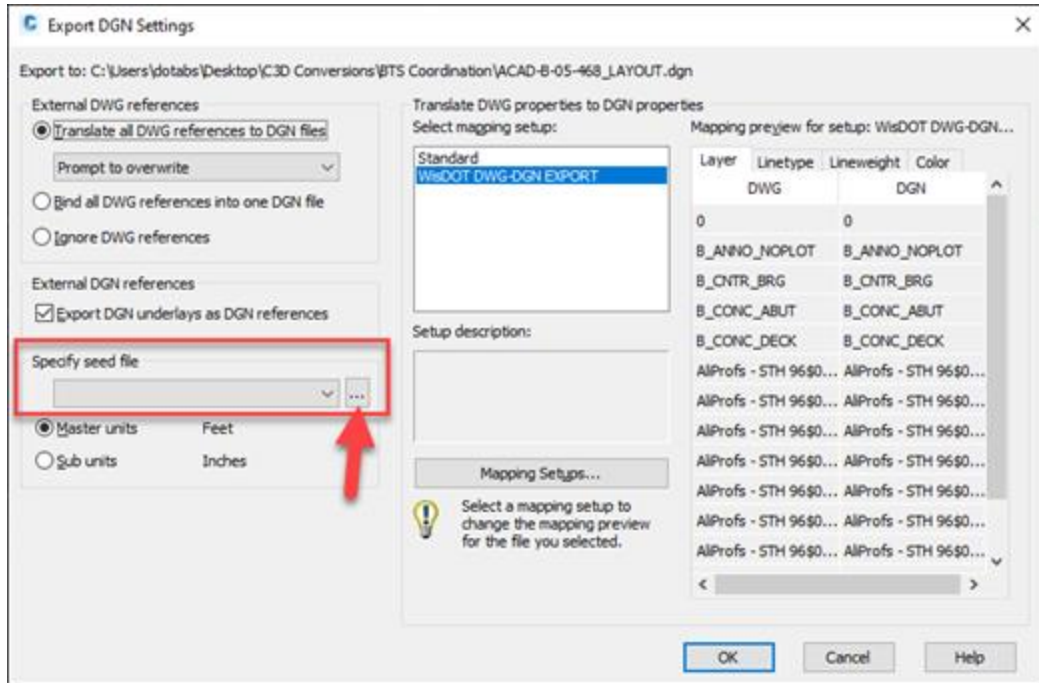 Export DGN Settings
Export to: C:\Users\dotabs\Desktop\C3D Conversions\BTS Coordination\ACAD-B-05-468_LAYOUT.dgn
External DWG references
Translate all DWG references to DGN files
Prompt to overwrite
Bind all DWG references into one DGN file
Ignore DWG references
External DGN references
Export DGN underlays as DGN references
Specify seed file
...
Master units Feet
Sub units Inches
Translate DWG properties to DGN properties
Select mapping setup:
Standard
WisDOT DWG-DGN EXPORT
Setup description:
Mapping Setups...
Select a mapping setup to
change the mapping preview
for the file you selected.
Mapping preview for setup: WisDOT DWG-DGN...
Layer Linetype Lineweight Color
DWG DGN
0 0
B_ANNO_NOPLOT B_ANNO_NOPLOT
B_CNTR_BRG B_CNTR_BRG
B_CONC_ABUT B_CONC_ABUT
B_CONC_DECK B_CONC_DECK
AliProfs - STH 96$0... AliProfs - STH 96$0...
AliProfs - STH 96$0... AliProfs - STH 96$0...
AliProfs - STH 96$0... AliProfs - STH 96$0...
AliProfs - STH 96$0... AliProfs - STH 96$0...
AliProfs - STH 96$0... AliProfs - STH 96$0...
AliProfs - STH 96$0... AliProfs - STH 96$0...
AliProfs - STH 96$0... AliProfs - STH 96$0...
OK Cancel Help